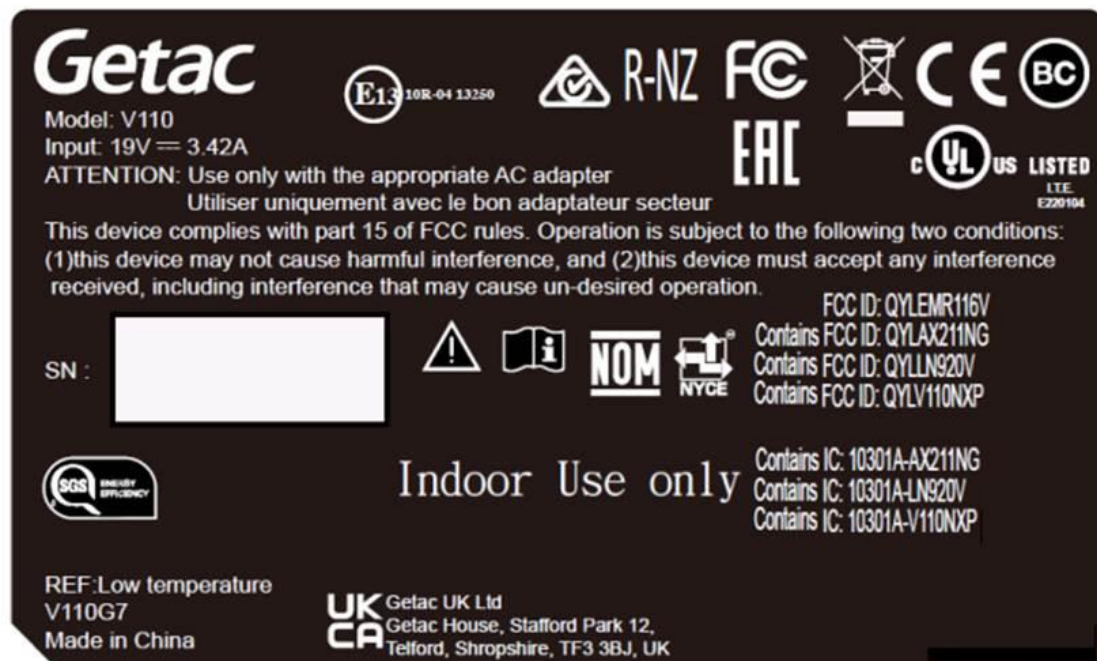 Getac
E13 10R-04 13250
R-NZ
FC
CE
BC
Model: V110
Input: 19V 3.42A
EAC
C UL US LISTED
I.T.E.
E220104
ATTENTION: Use only with the appropriate AC adapter
Utiliser uniquement avec le bon adaptateur secteur
This device complies with part 15 of FCC rules. Operation is subject to the following two conditions:
(1)this device may not cause harmful interference, and (2)this device must accept any interference
received, including interference that may cause un-desired operation.
FCC ID: QYLEMR116V
Contains FCC ID: QYLAX211NG
Contains FCC ID: QYLLN920V
Contains FCC ID: QYLV110NXP
SN :
NOM
NYCE
SGS ENERGY
EFFICIENCY
Indoor Use only
Contains IC: 10301A-AX211NG
Contains IC: 10301A-LN920V
Contains IC: 10301A-V110NXP
REF:Low temperature
V110G7
Made in China
UK
CA
Getac UK Ltd
Getac House, Stafford Park 12,
Telford, Shropshire, TF3 3BJ, UK